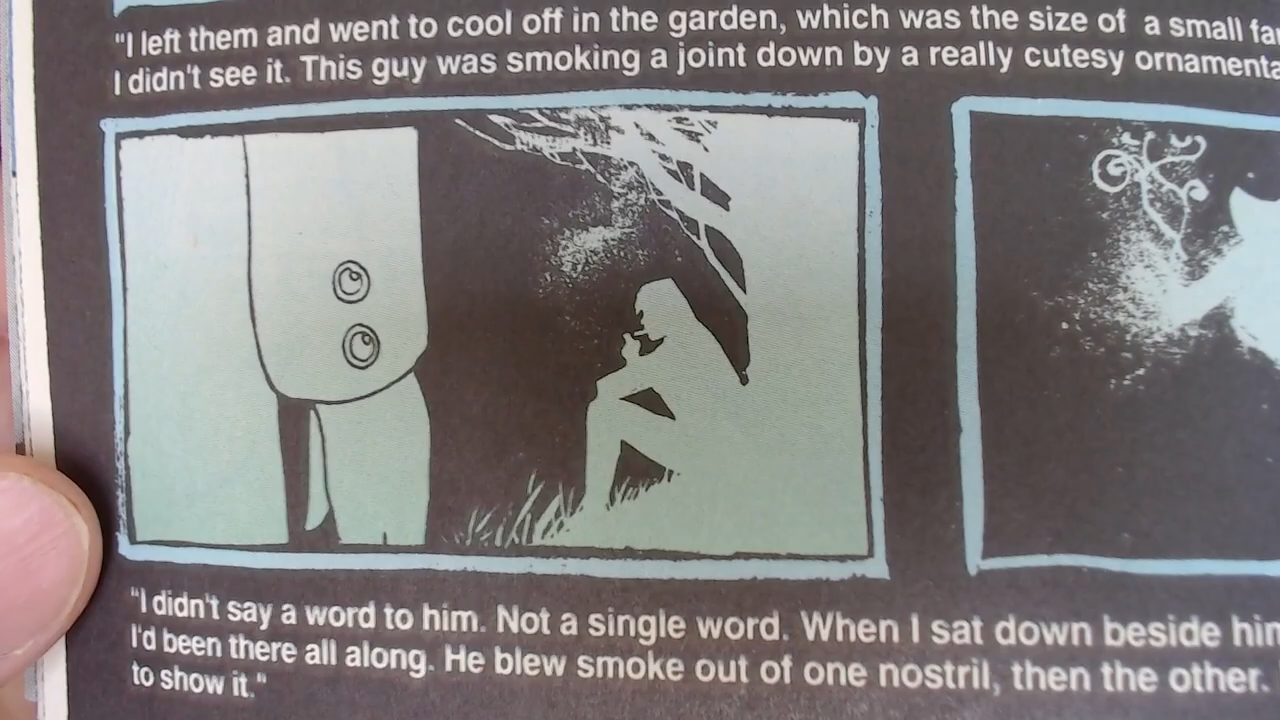 "I left them and went to cool off in the garden, which was the size of a small
I didn't see it. This guy was smoking a joint down by a really cutesy
"I didn't say a word to him. Not a single word. When I sat down beside
I'd been there all along. He blew smoke out of one nostril, then the other.
to show it."